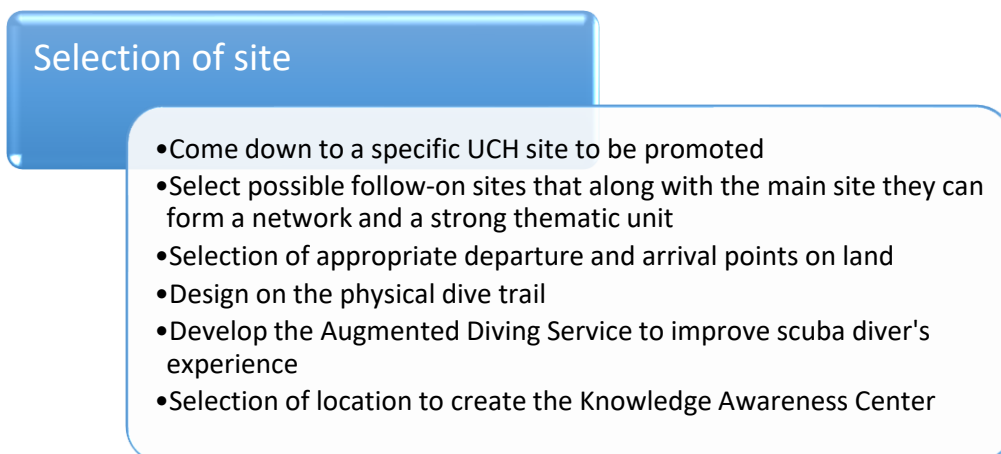 Selection of site
•Come down to a specific UCH site to be promoted
•Select possible follow-on sites that along with the main site they can
form a network and a strong thematic unit
•Selection of appropriate departure and arrival points on land
•Design on the physical dive trail
•Develop the Augmented Diving Service to improve scuba diver's
experience
•Selection of location to create the Knowledge Awareness Center